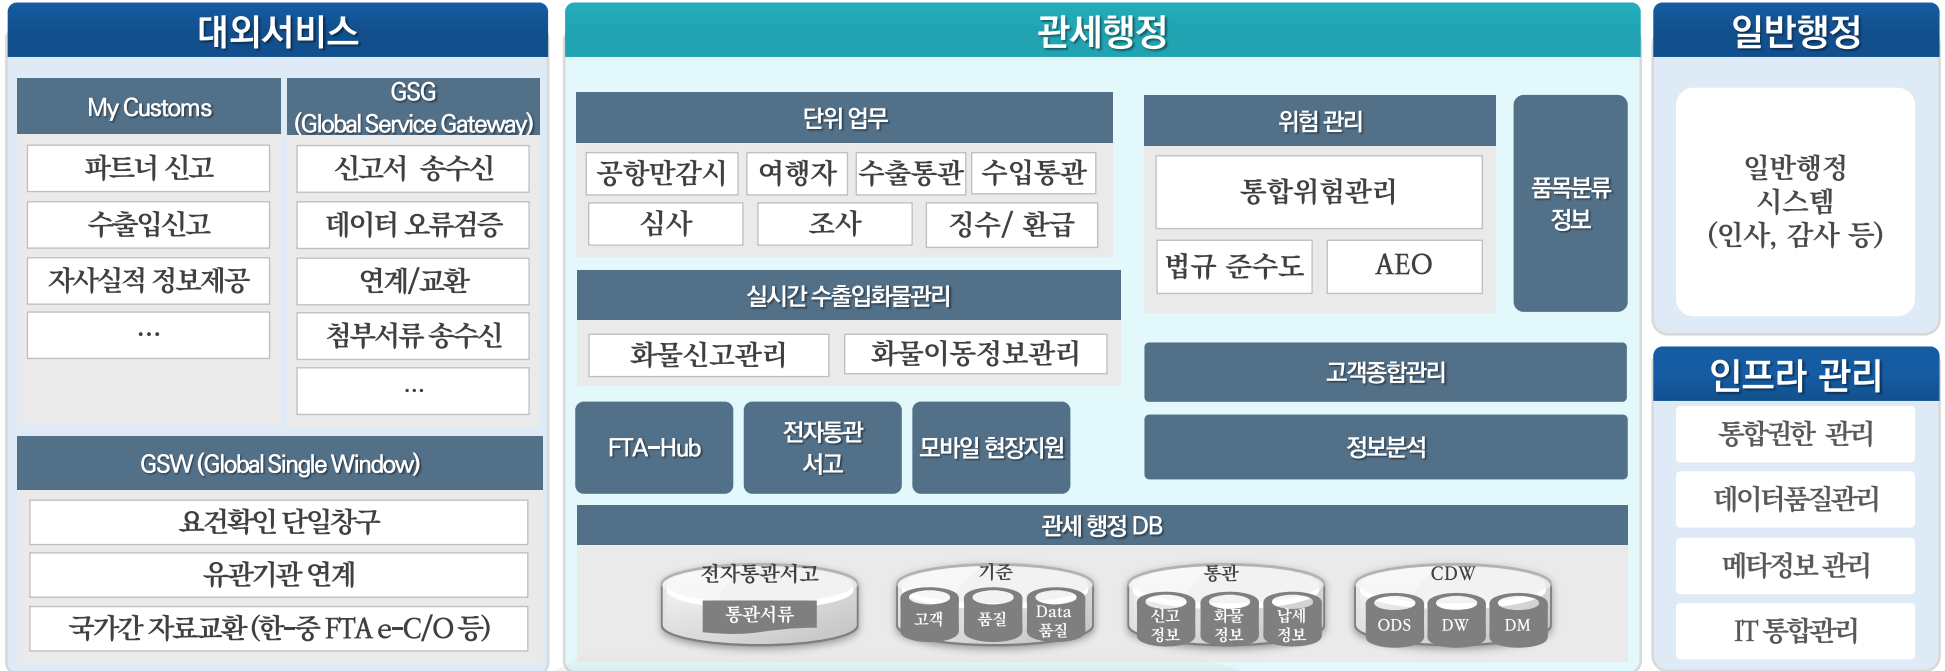 대외서비스
My Customs
파트너 신고
수출입신고
자사실적 정보제공
...
GSG
(Global Service Gateway)
신고서 송수신
데이터 오류검증
연계/교환
첨부서류 송수신
...
GSW (Global Single Window)
요건확인 단일창구
유관기관 연계
국가간 자료교환 (한-중 FTA e-C/O 등)
관세행정
단위 업무
공항만감시
여행자
수출통관
수입통관
심사
조사
징수/ 환급
실시간 수출입화물관리
화물신고관리
화물이동정보관리
FTA-Hub
전자통관
서고
모바일 현장지원
위험 관리
통합위험관리
법규 준수도
AEO
품목분류
정보
고객종합관리
정보분석
관세 행정 DB
전자통관서고
통관서류
기준
고객
품질
Data
품질
통관
신고
정보
화물
정보
납세
정보
CDW
ODS
DW
DM
일반행정
일반행정
시스템
(인사, 감사 등)
인프라 관리
통합권한 관리
데이터품질관리
메타정보 관리
IT 통합관리